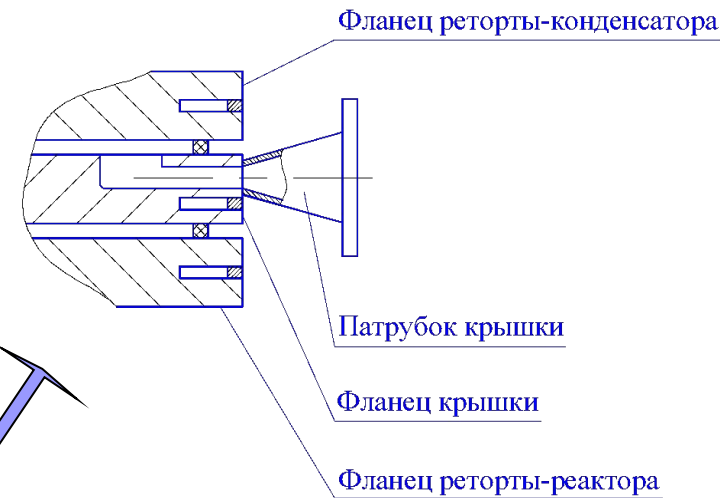 Фланец реторты-конденсатора
Патрубок крышки
Фланец крышки
Фланец реторты-реактора